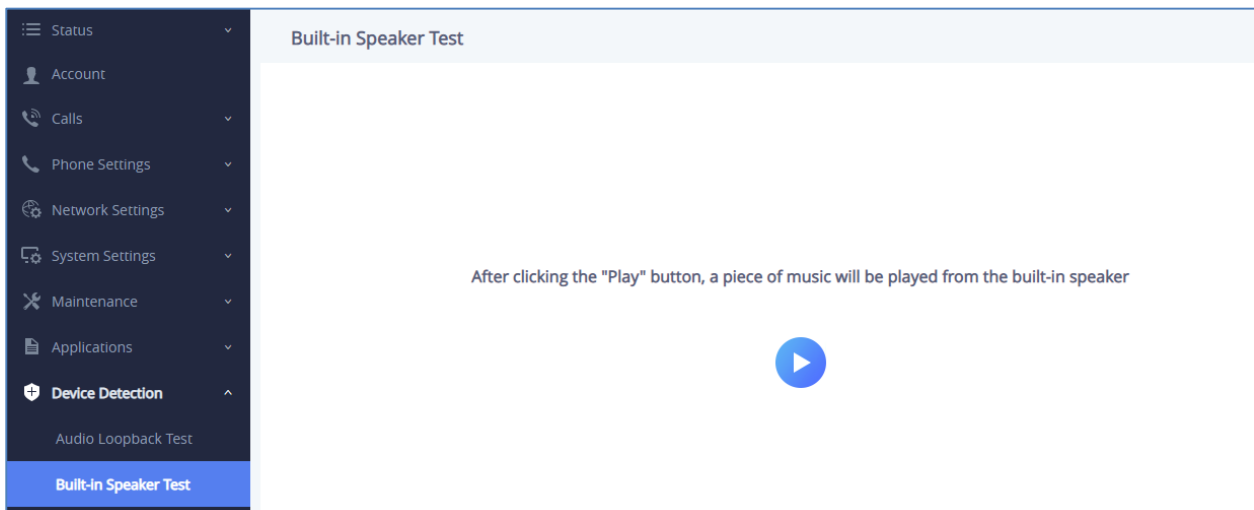 Status
Account
Calls
Phone Settings
Network Settings
System Settings
Maintenance
Applications
Device Detection
Audio Loopback Test
Built-in Speaker Test
Built-in Speaker Test
After clicking the "Play" button, a piece of music will be played from the built-in speaker